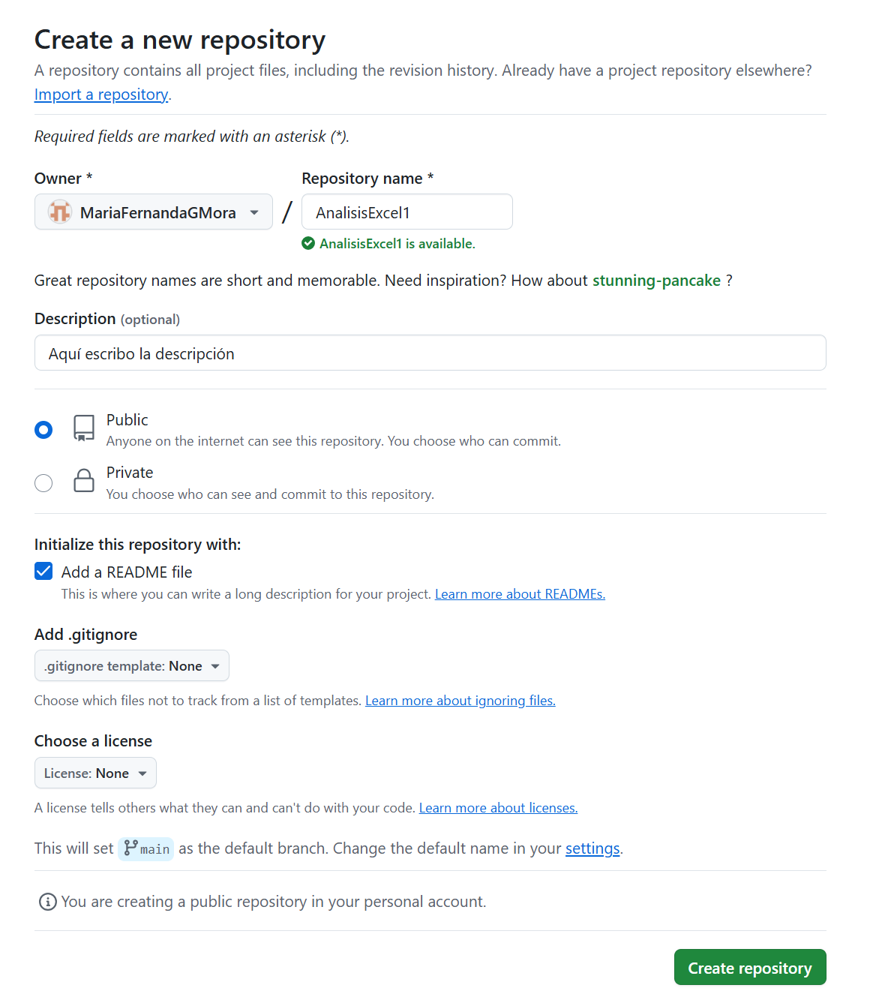 Create a new repository
A repository contains all project files, including the revision history. Already have a project repository elsewhere?
Import a repository.
Required fields are marked with an asterisk (*).
Owner *
Repository name *
MariaFernandaGMora
/
AnalisisExcel1
AnalisisExcel1 is available.
Great repository names are short and memorable. Need inspiration? How about stunning-pancake ?
Description (optional)
Aquí escribo la descripción
Public
Anyone on the internet can see this repository. You choose who can commit.
Private
You choose who can see and commit to this repository.
Initialize this repository with:
Add a README file
This is where you can write a long description for your project. Learn more about READMEs.
Add .gitignore
.gitignore template: None
Choose which files not to track from a list of templates. Learn more about ignoring files.
Choose a license
License: None
A license tells others what they can and can't do with your code. Learn more about licenses.
This will set main as the default branch. Change the default name in your settings.
You are creating a public repository in your personal account.
Create repository